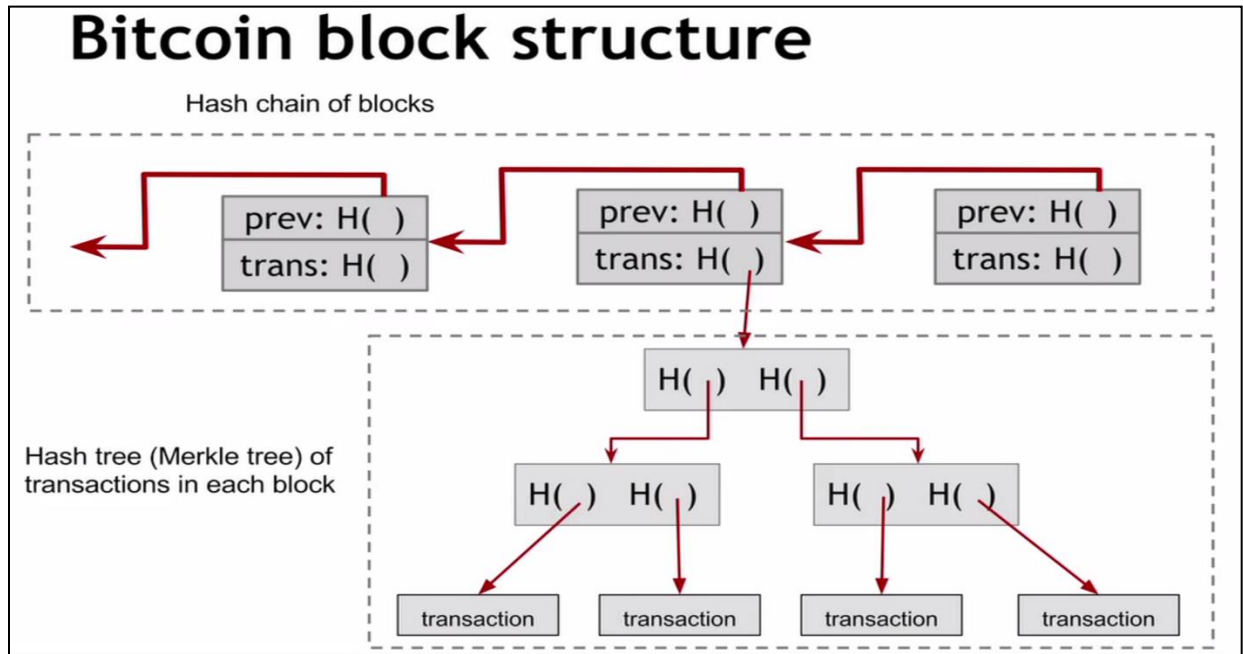 Bitcoin block structure
Hash chain of blocks
prev: H( )
trans: H( )
prev: H( )
trans: H( )
prev: H( )
trans: H( )
H( ) H( )
Hash tree (Merkle tree) of
transactions in each block
H( ) H( )
H( ) H( )
transaction
transaction
transaction
transaction